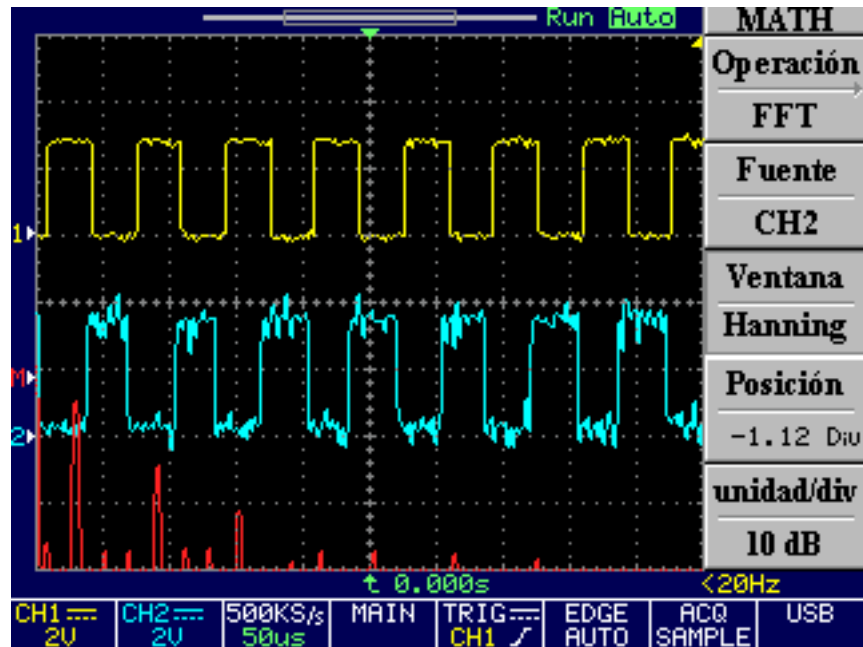 Run Auto
MATH
Operación
FFT
Fuente
CH2
Ventana
Hanning
Posición
-1.12 Div
unidad/div
10 dB
1
M
2
0.000s
<20Hz
CH1 2V
CH2 2V
500KS/s 50us
MAIN
TRIG CH1
EDGE AUTO
ACQ SAMPLE
USB